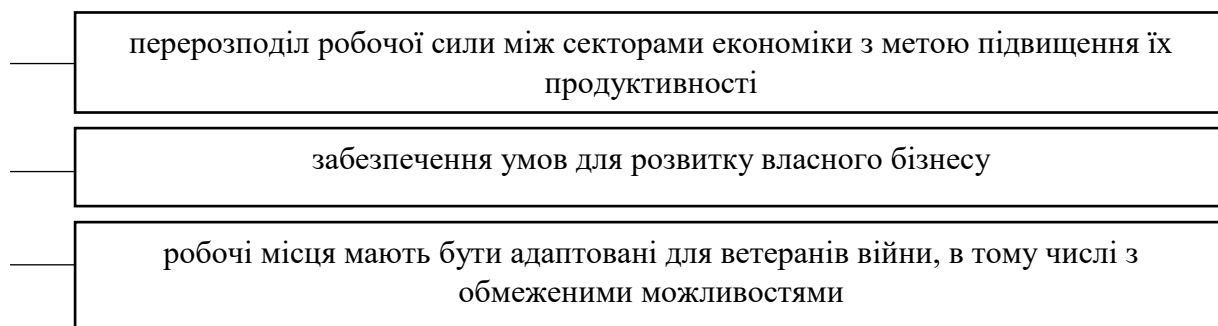 перерозподіл робочої сили між секторами економіки з метою підвищення їх
продуктивності
забезпечення умов для розвитку власного бізнесу
робочі місця мають бути адаптовані для ветеранів війни, в тому числі з
обмеженими можливостями